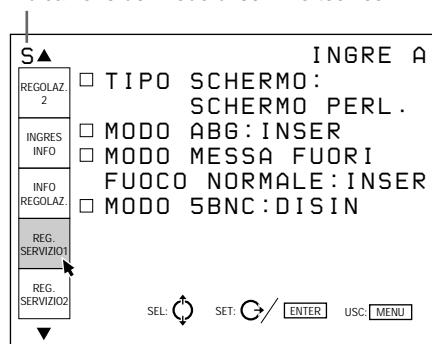 S INGRE A
REGOLAZ.
2
INGRES
INFO
INFO
REGOLAZ.
REG.
SERVIZIO1
REG.
SERVIZIO2
TIPO SCHERMO:
SCHERMO PERL.
MODO ABG:INSER
MODO MESSA FUORI
FUOCO NORMALE:INSER
MODO 5BNC:DISIN
SEL: SET: / ENTER USC: MENU